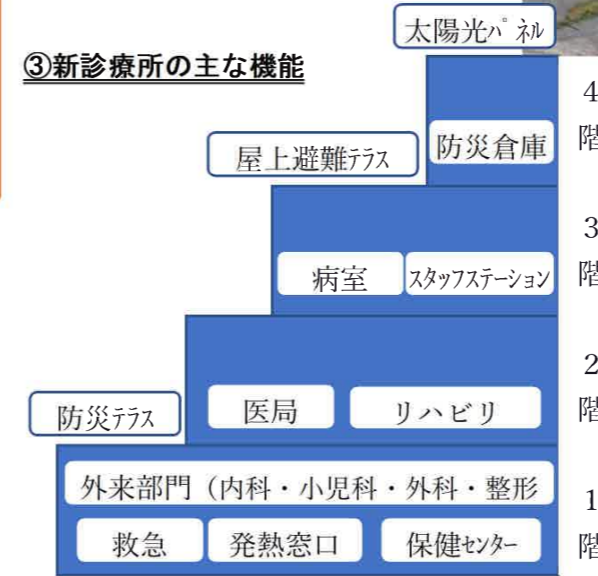 太陽光ﾊﾟﾈﾙ
③新診療所の主な機能
4
階
防災倉庫
屋上避難ﾃﾗｽ
3
階
病室
ｽﾀｯﾌｽﾃｰｼｮﾝ
2
階
医局
リハビリ
防災ﾃﾗｽ
外来部門（内科・小児科・外科・整形
1
階
救急
発熱窓口
保健ｾﾝﾀｰ